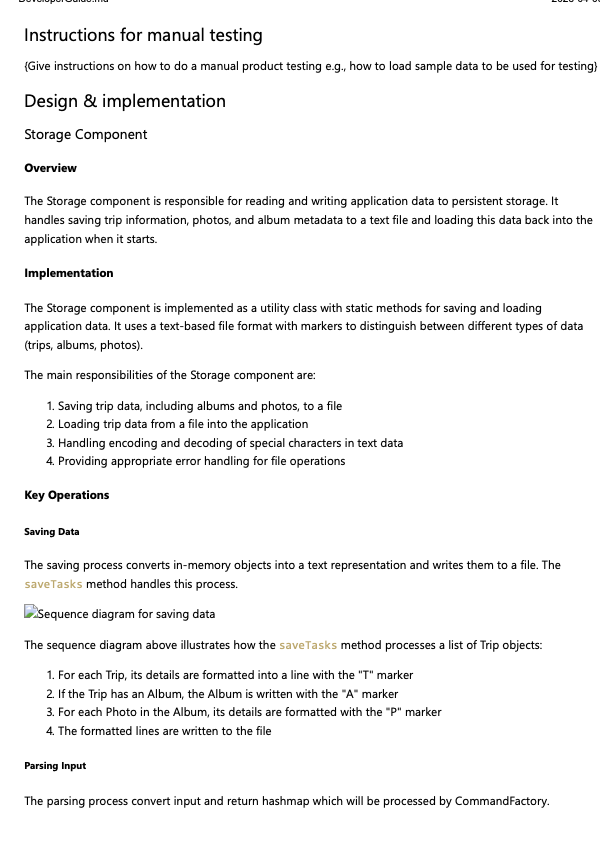 DeveloperGuide.md
Instructions for manual testing
{Give instructions on how to do a manual product testing e.g., how to load sample data to be used for testing}
Design & implementation
Storage Component
Overview
The Storage component is responsible for reading and writing application data to persistent storage. It
handles saving trip information, photos, and album metadata to a text file and loading this data back into the
application when it starts.
Implementation
The Storage component is implemented as a utility class with static methods for saving and loading
application data. It uses a text-based file format with markers to distinguish between different types of data
(trips, albums, photos).
The main responsibilities of the Storage component are:
1. Saving trip data, including albums and photos, to a file
2. Loading trip data from a file into the application
3. Handling encoding and decoding of special characters in text data
4. Providing appropriate error handling for file operations
Key Operations
Saving Data
The saving process converts in-memory objects into a text representation and writes them to a file. The
saveTasks method handles this process.
Sequence diagram for saving data
The sequence diagram above illustrates how the saveTasks method processes a list of Trip objects:
1. For each Trip, its details are formatted into a line with the "T" marker
2. If the Trip has an Album, the Album is written with the "A" marker
3. For each Photo in the Album, its details are formatted with the "P" marker
4. The formatted lines are written to the file
Parsing Input
The parsing process convert input and return hashmap which will be processed by CommandFactory.